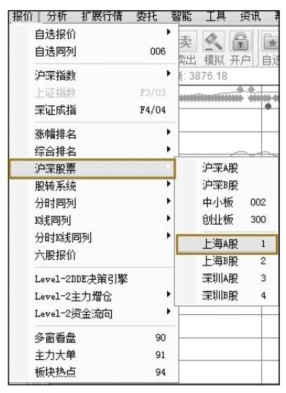 报价 分析 扩展行情 委托 智能 工具 资讯
自选报价
自选同列 006
卖出 模拟 开户 自
3876.18
沪深指数
上证指数 F3/03
深证成指 F4/04
涨幅排名
综合排名
沪深股票
股转系统
分时同列
K线同列
分时K线同列
六股报价
沪深A股
沪深B股
中小板 002
创业板 300
上海A股 1
上海B股 2
深圳A股 3
深圳B股 4
Level-2DDE决策引擎
Level-2主力增仓
Level-2资金流向
多窗看盘 90
主力大单 91
板块热点 94